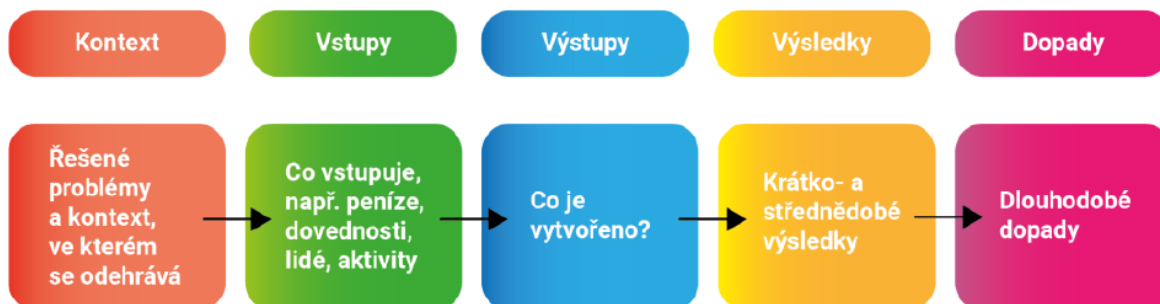 Kontext
Vstupy
Výstupy
Výsledky
Dopady
Řešené
problémy
a kontext,
ve kterém
se odehrává
Co vstupuje,
např. peníze,
dovednosti,
lidé, aktivity
Co je
vytvořeno?
Krátko- a
střednědobé
výsledky
Dlouhodobé
dopady